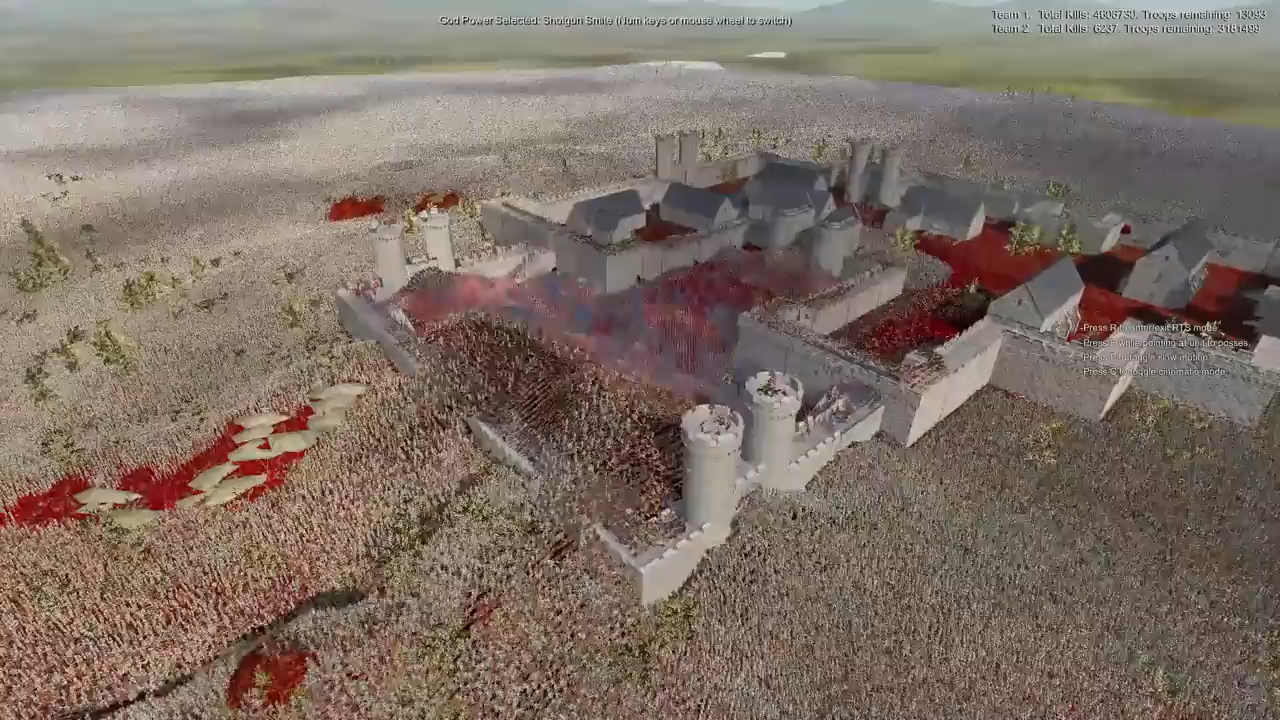 God Power Selected: Shotgun Smite (Num keys or mouse wheel to switch)
Team 1. Total Kills: 4606730. Troops remaining: 13093
Team 2. Total Kills: 6237. Troops remaining: 3181499
-Press R to enter/exit RTS mode
-Press F while pointing at unit to posses
-Press to toggle slow motion
-Press C to toggle cinematic mode